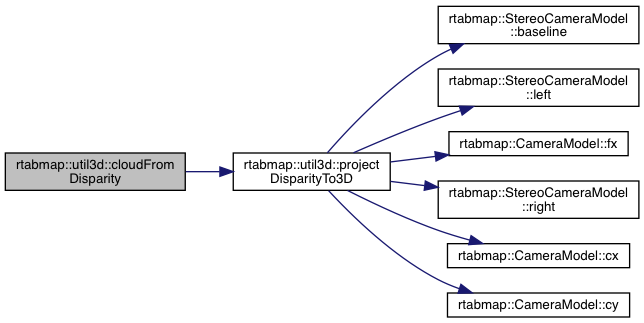 rtabmap::StereoCameraModel
::baseline
rtabmap::StereoCameraModel
::left
rtabmap::CameraModel::fx
rtabmap::util3d::cloudFrom
Disparity
rtabmap::util3d::project
DisparityTo3D
rtabmap::StereoCameraModel
::right
rtabmap::CameraModel::cx
rtabmap::CameraModel::cy